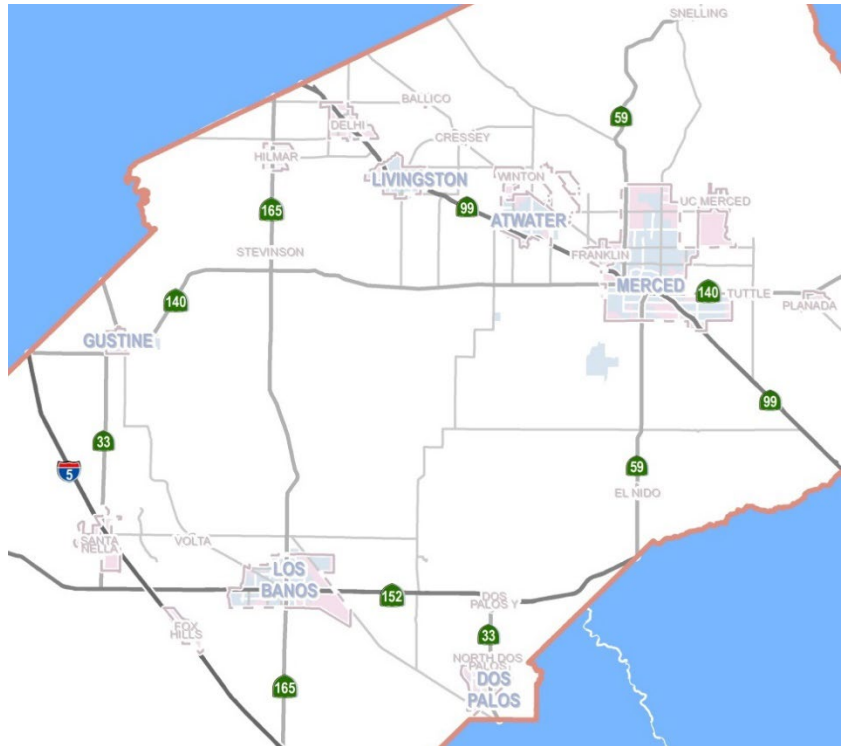 SNELLING
BALLICO
59
DELHI
CRESSEY
HILMAR
LIVINGSTON
WINTON
165
99
ATWATER
UC MERCED
STEVINSON
FRANKLIN
MERCED
140
TUTTLE
PLANADA
140
GUSTINE
99
33
5
59
EL NIDO
SANTA
NELLA
VOLTA
LOS
BANOS
152
DOS
PALOS Y
FOX
HILLS
33
NORTH DOS
PALOS
DOS
PALOS
165